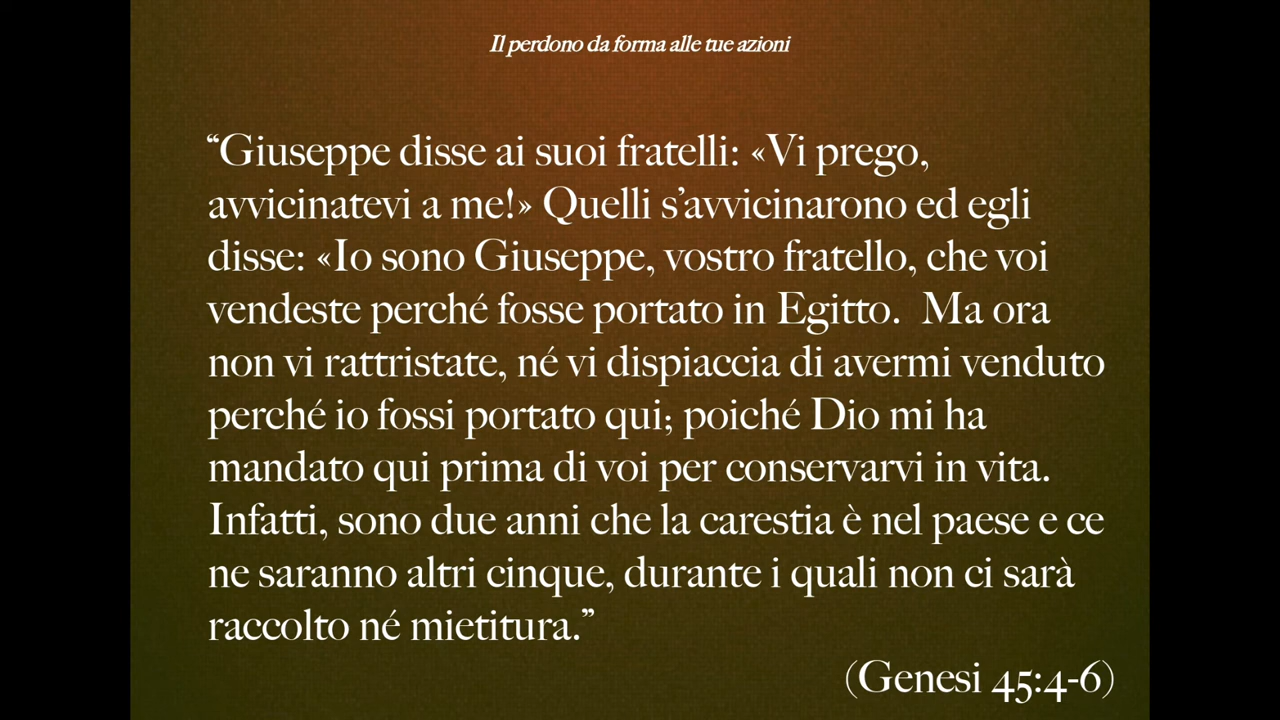 Il perdono da forma alle tue azioni
“Giuseppe disse ai suoi fratelli: «Vi prego,
avvicinatevi a me!» Quelli s’avvicinarono ed egli
disse: «Io sono Giuseppe, vostro fratello, che voi
vendeste perché fosse portato in Egitto.  Ma ora
non vi rattristate, né vi dispiaccia di avermi venduto
perché io fossi portato qui; poiché Dio mi ha
mandato qui prima di voi per conservarvi in vita.
Infatti, sono due anni che la carestia è nel paese e ce
ne saranno altri cinque, durante i quali non ci sarà
raccolto né mietitura.”
(Genesi 45:4-6)